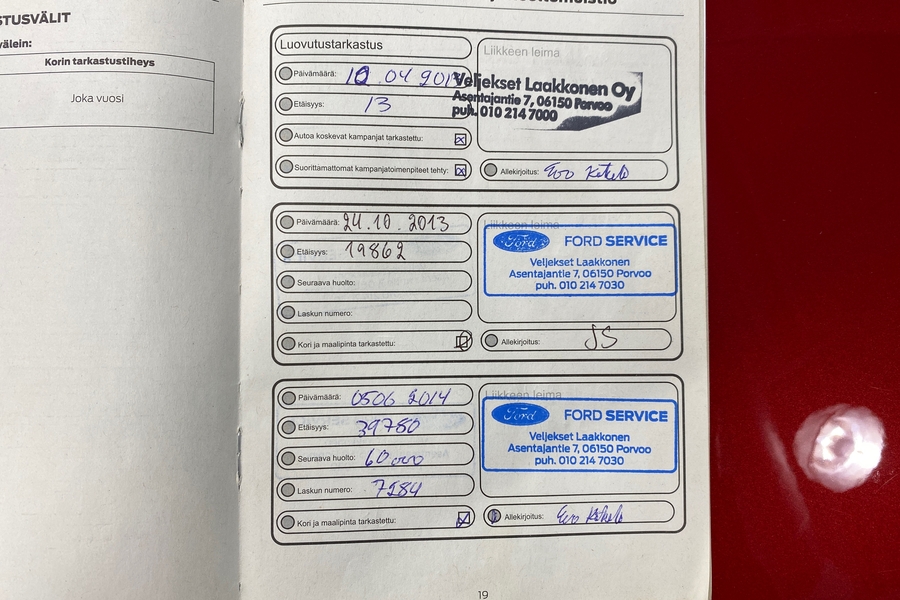 STUSVÄLIT
välein:
Korin tarkastustiheys
Joka vuosi
Luovutustarkastus
Päivämäärä: 10.04 201
Etäisyys: 13
Autoa koskevat kampanjat tarkastettu:
Suorittamattomat kampanjatoimenpiteet tehty:
Liikkeen leima
Veljekset Laakkonen Oy
Asentajantie 7, 06150 Porvoo
puh. 010 214 7000
Allekirjoitus:
Päivämäärä: 24.10.2013
Etäisyys: 19862
Seuraava huolto:
Laskun numero:
Kori ja maalipinta tarkastettu:
Liikkeen leima
Ford FORD SERVICE
Veljekset Laakkonen
Asentajantie 7, 06150 Porvoo
puh. 010 214 7030
Allekirjoitus: JS
Päivämäärä: 0506 2014
Etäisyys: 39780
Seuraava huolto: 60000
Laskun numero: 7284
Kori ja maalipinta tarkastettu:
Liikkeen leima
Ford FORD SERVICE
Veljekset Laakkonen
Asentajantie 7, 06150 Porvoo
puh. 010 214 7030
Allekirjoitus:
19